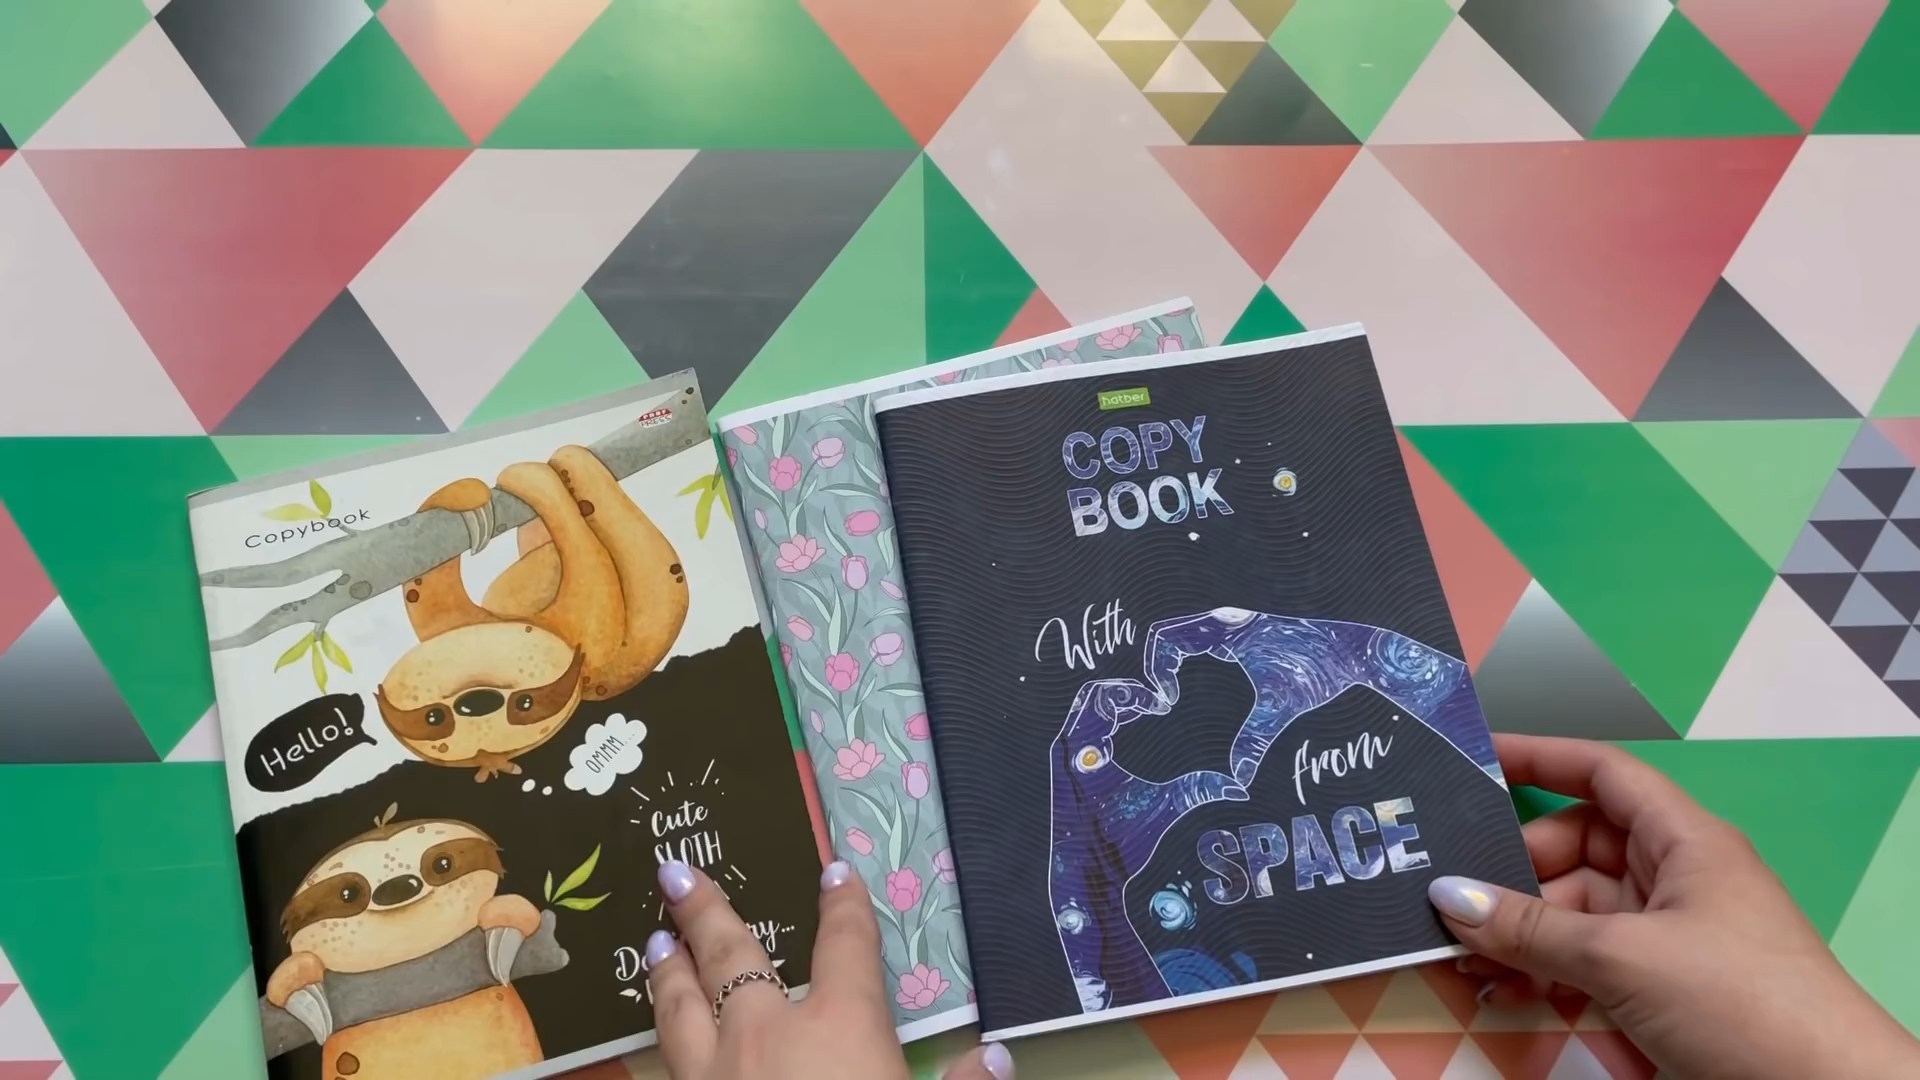 Copybook
Hello!
OMMM...
Cute
SLOTH
hatber
COPY
BOOK
With
from
SPACE